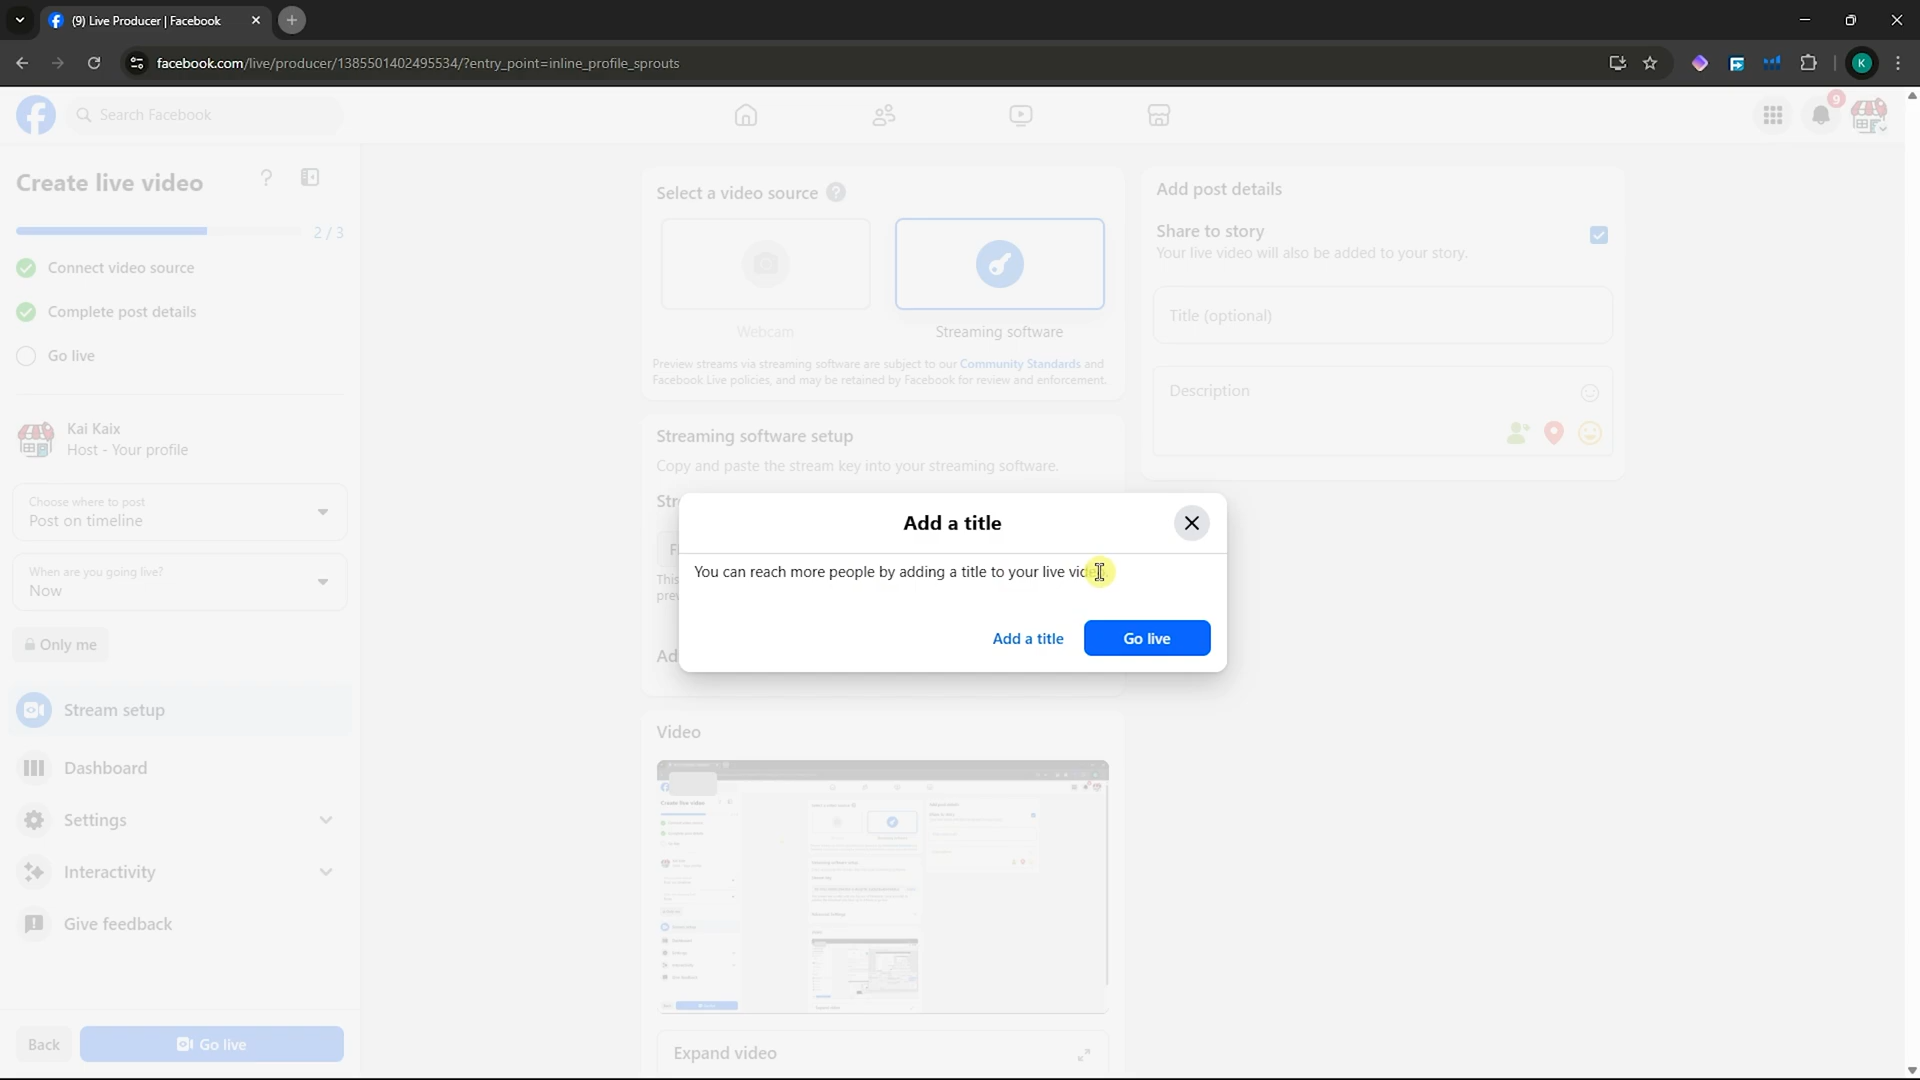 (9) Live Producer | Facebook
facebook.com/live/producer/1385501402495534/?entry_point=inline_profile_sprouts
K
Search Facebook
9
Create live video
?
2 / 3
Connect video source
Complete post details
Go live
Kai Kaix
Host - Your profile
Choose where to post
Post on timeline
When are you going live?
Now
Only me
Stream setup
Dashboard
Settings
Interactivity
Give feedback
Back
Go live
Select a video source ?
Webcam
Streaming software
Preview streams via streaming software are subject to our Community Standards and
Facebook Live policies, and may be retained by Facebook for review and enforcement.
Streaming software setup
Copy and paste the stream key into your streaming software.
Add a title
You can reach more people by adding a title to your live
Add a title
Go live
Video
Expand video
Add post details
Share to story
Your live video will also be added to your story.
Title (optional)
Description